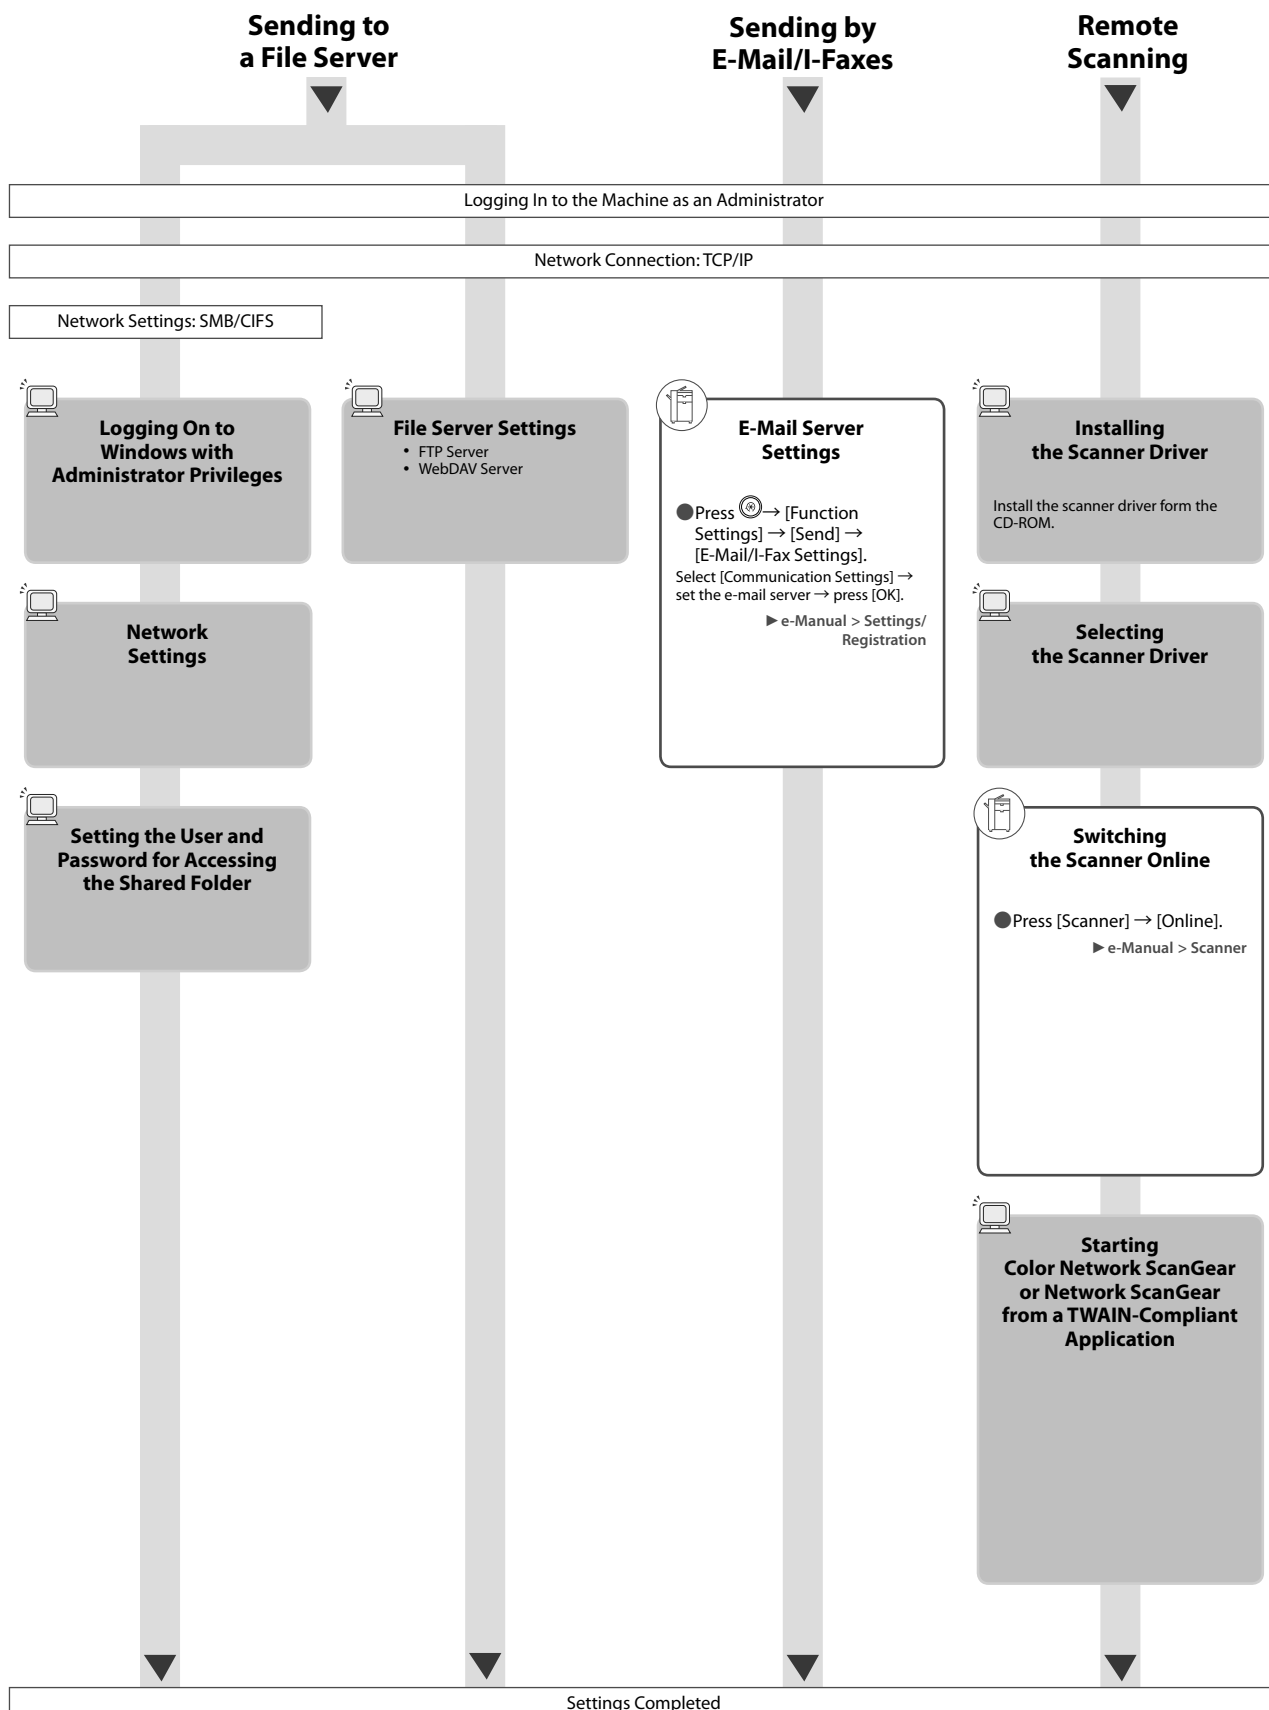 Sending to
a File Server
Sending by
E-Mail/I-Faxes
Remote
Scanning
Logging In to the Machine as an Administrator
Network Connection: TCP/IP
Network Settings: SMB/CIFS
Logging On to
Windows with
Administrator Privileges
File Server Settings
• FTP Server
• WebDAV Server
E-Mail Server
Settings
●Press → [Function
Settings] → [Send] →
[E-Mail/I-Fax Settings].
Select [Communication Settings] →
set the e-mail server → press [OK].
►e-Manual > Settings/
Registration
Installing
the Scanner Driver
Install the scanner driver form the
CD-ROM.
Network
Settings
Selecting
the Scanner Driver
Setting the User and
Password for Accessing
the Shared Folder
Switching
the Scanner Online
●Press [Scanner] → [Online].
►e-Manual > Scanner
Starting
Color Network ScanGear
or Network ScanGear
from a TWAIN-Compliant
Application
Settings Completed